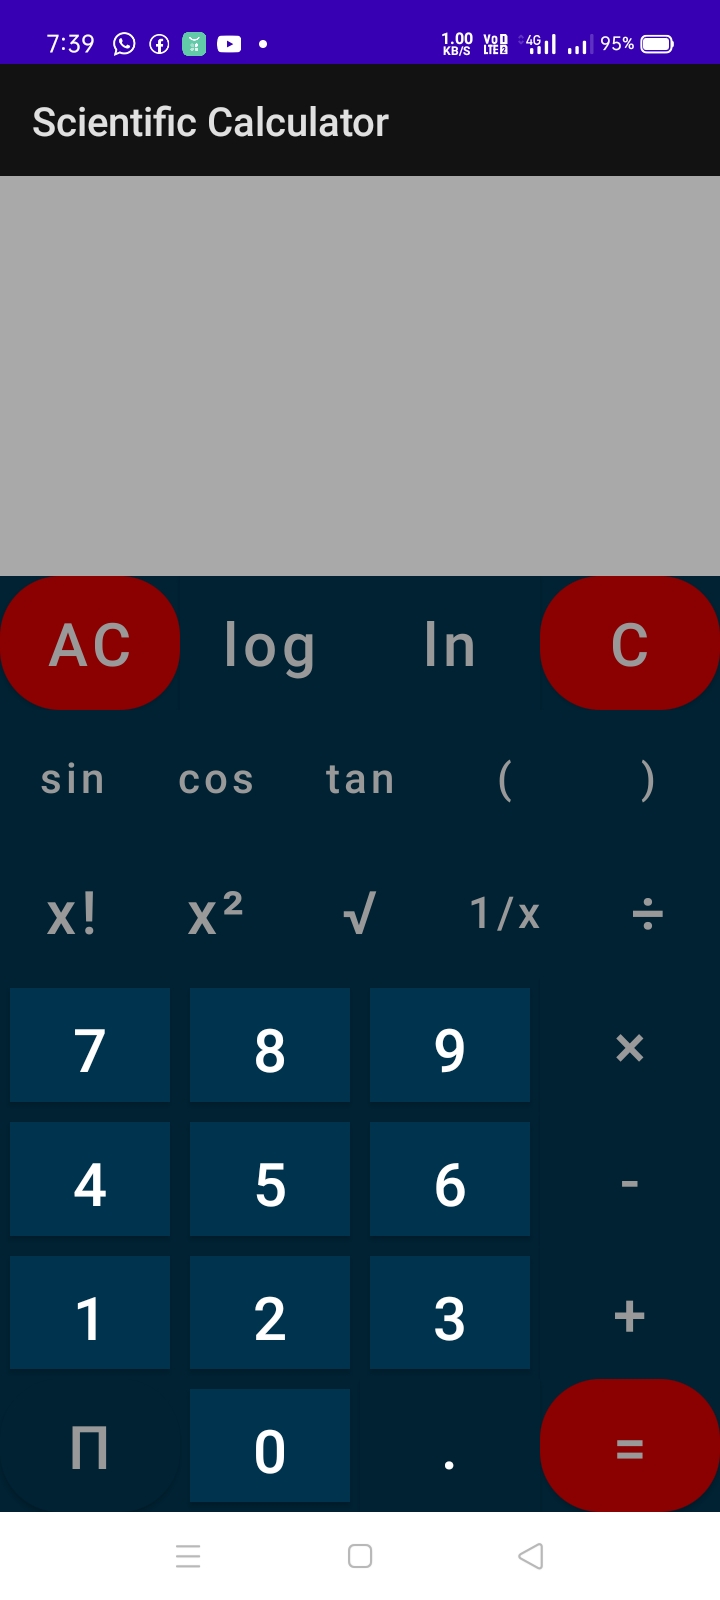 7:39 1.00 KB/S VoD LTE2 4G 95%
Scientific Calculator
AC log ln C
sin cos tan ( )
x! x² √ 1/x ÷
7 8 9 ×
4 5 6 -
1 2 3 +
Π 0 . =